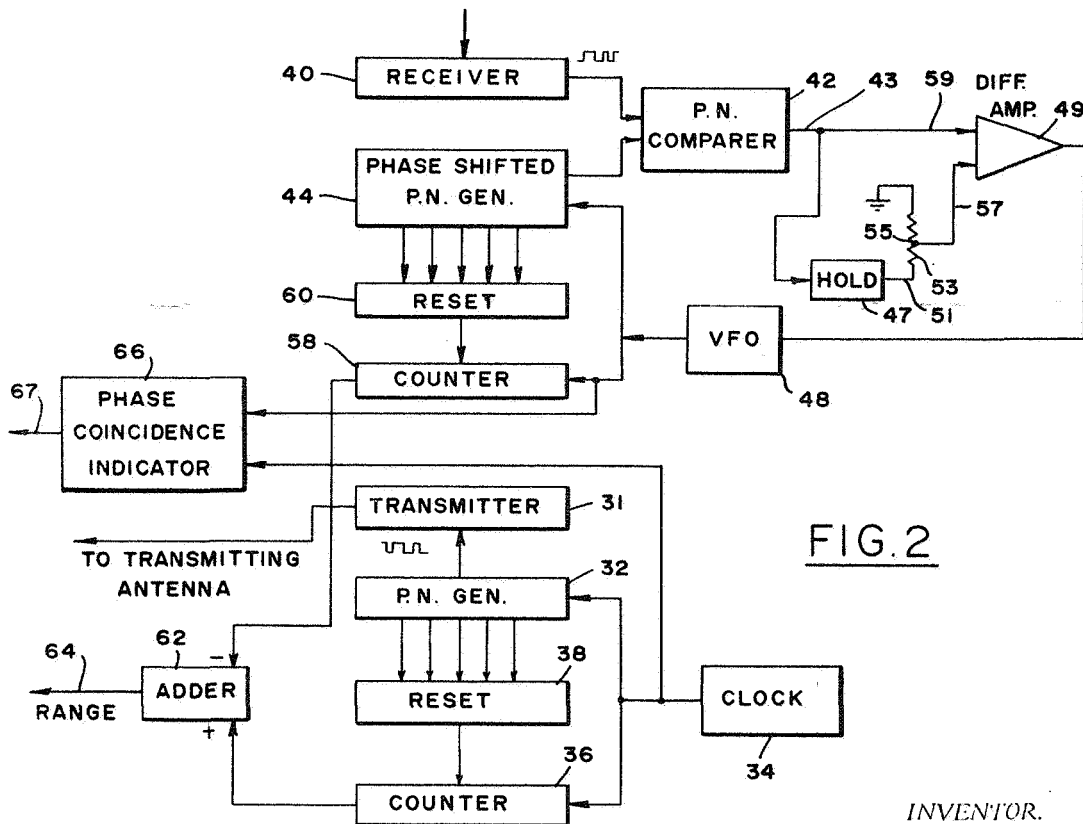 40
RECEIVER
42
43
59
DIFF.
AMP.
49
P.N.
COMPARER
44
PHASE SHIFTED
P.N. GEN.
57
55
53
HOLD
47
51
60
RESET
VFO
48
58
COUNTER
66
67
PHASE
COINCIDENCE
INDICATOR
TRANSMITTER
31
TO TRANSMITTING
ANTENNA
FIG. 2
32
P.N. GEN.
38
RESET
62
64
-
ADDER
RANGE
+
CLOCK
34
36
COUNTER
INVENTOR.